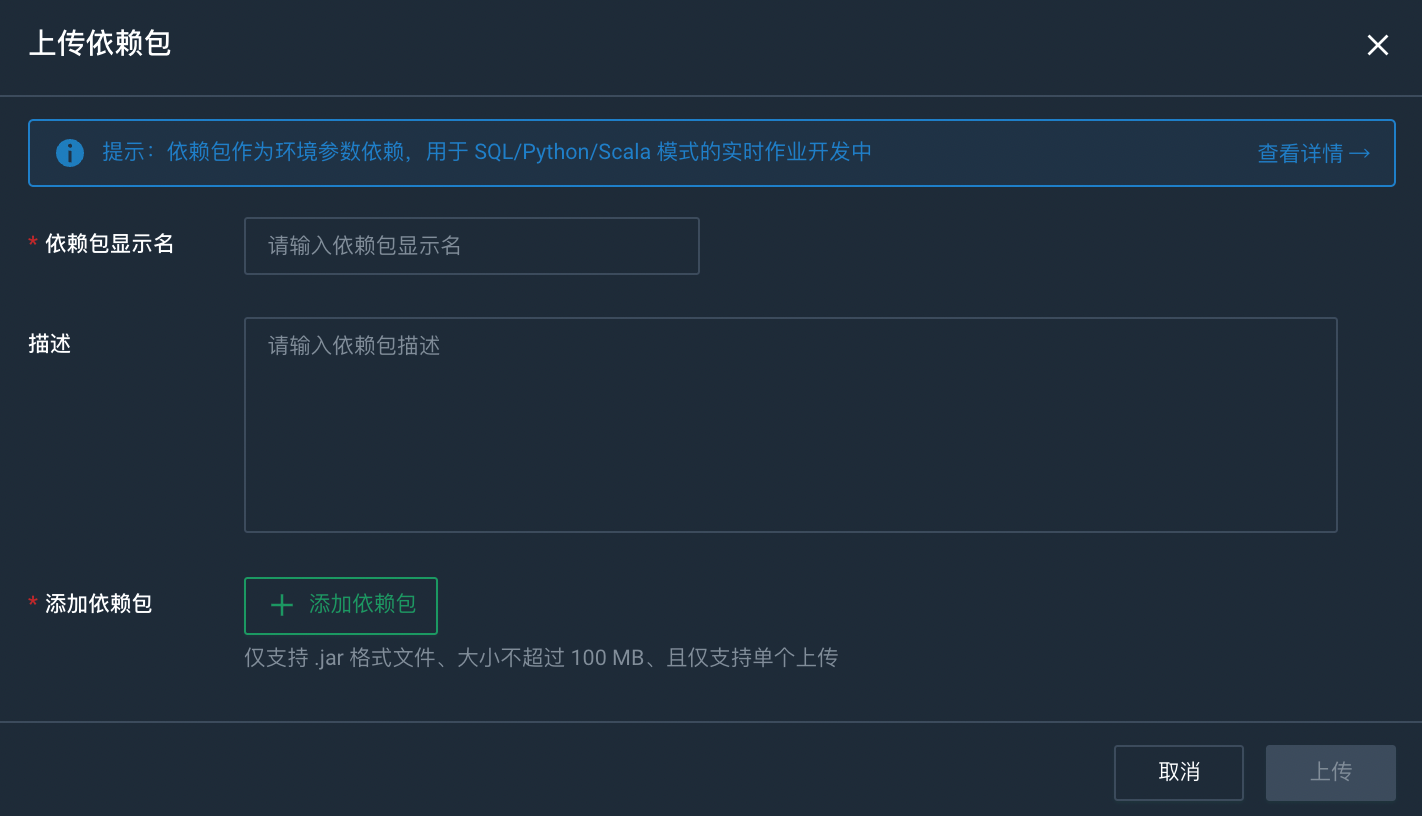 上传依赖包
提示：依赖包作为环境参数依赖，用于 SQL/Python/Scala 模式的实时作业开发中
查看详情→
* 依赖包显示名
请输入依赖包显示名
描述
请输入依赖包描述
* 添加依赖包
添加依赖包
仅支持 .jar 格式文件、大小不超过 100 MB、且仅支持单个上传
取消
上传